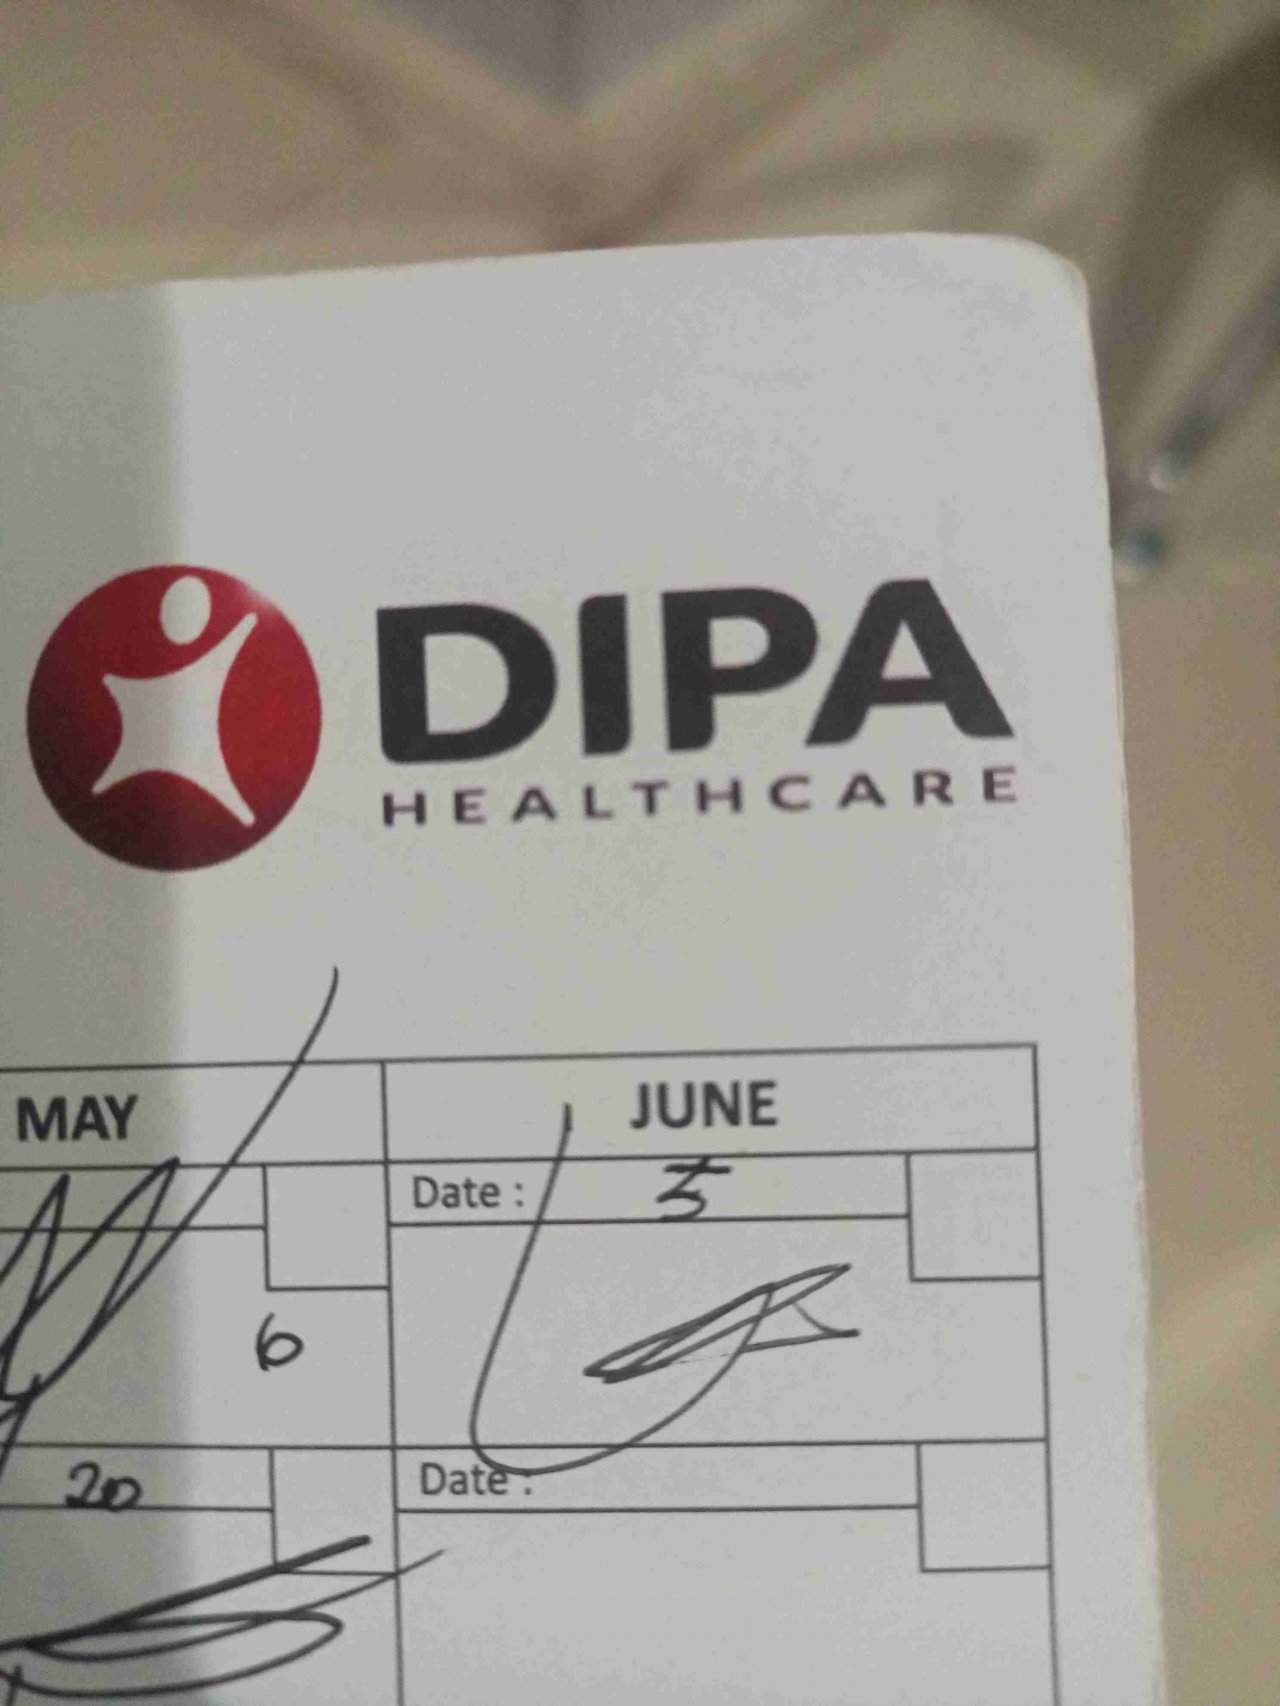 DIPA
HEALTHCARE
MAY
JUNE
Date : 5
6
20
Date :